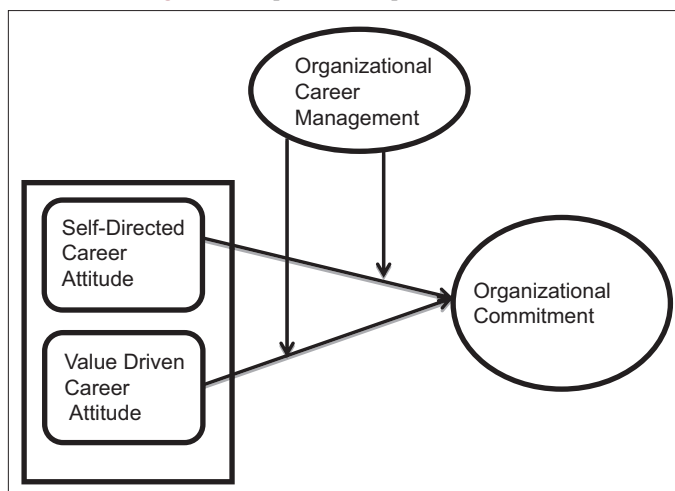 Organizational
Career
Management
Self-Directed
Career
Attitude
Value Driven
Career
Attitude
Organizational
Commitment